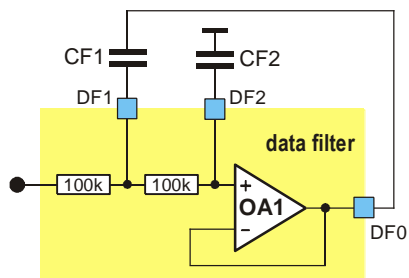 CF1
CF2
DF1
DF2
data filter
100k
100k
+
OA1
−
DF0